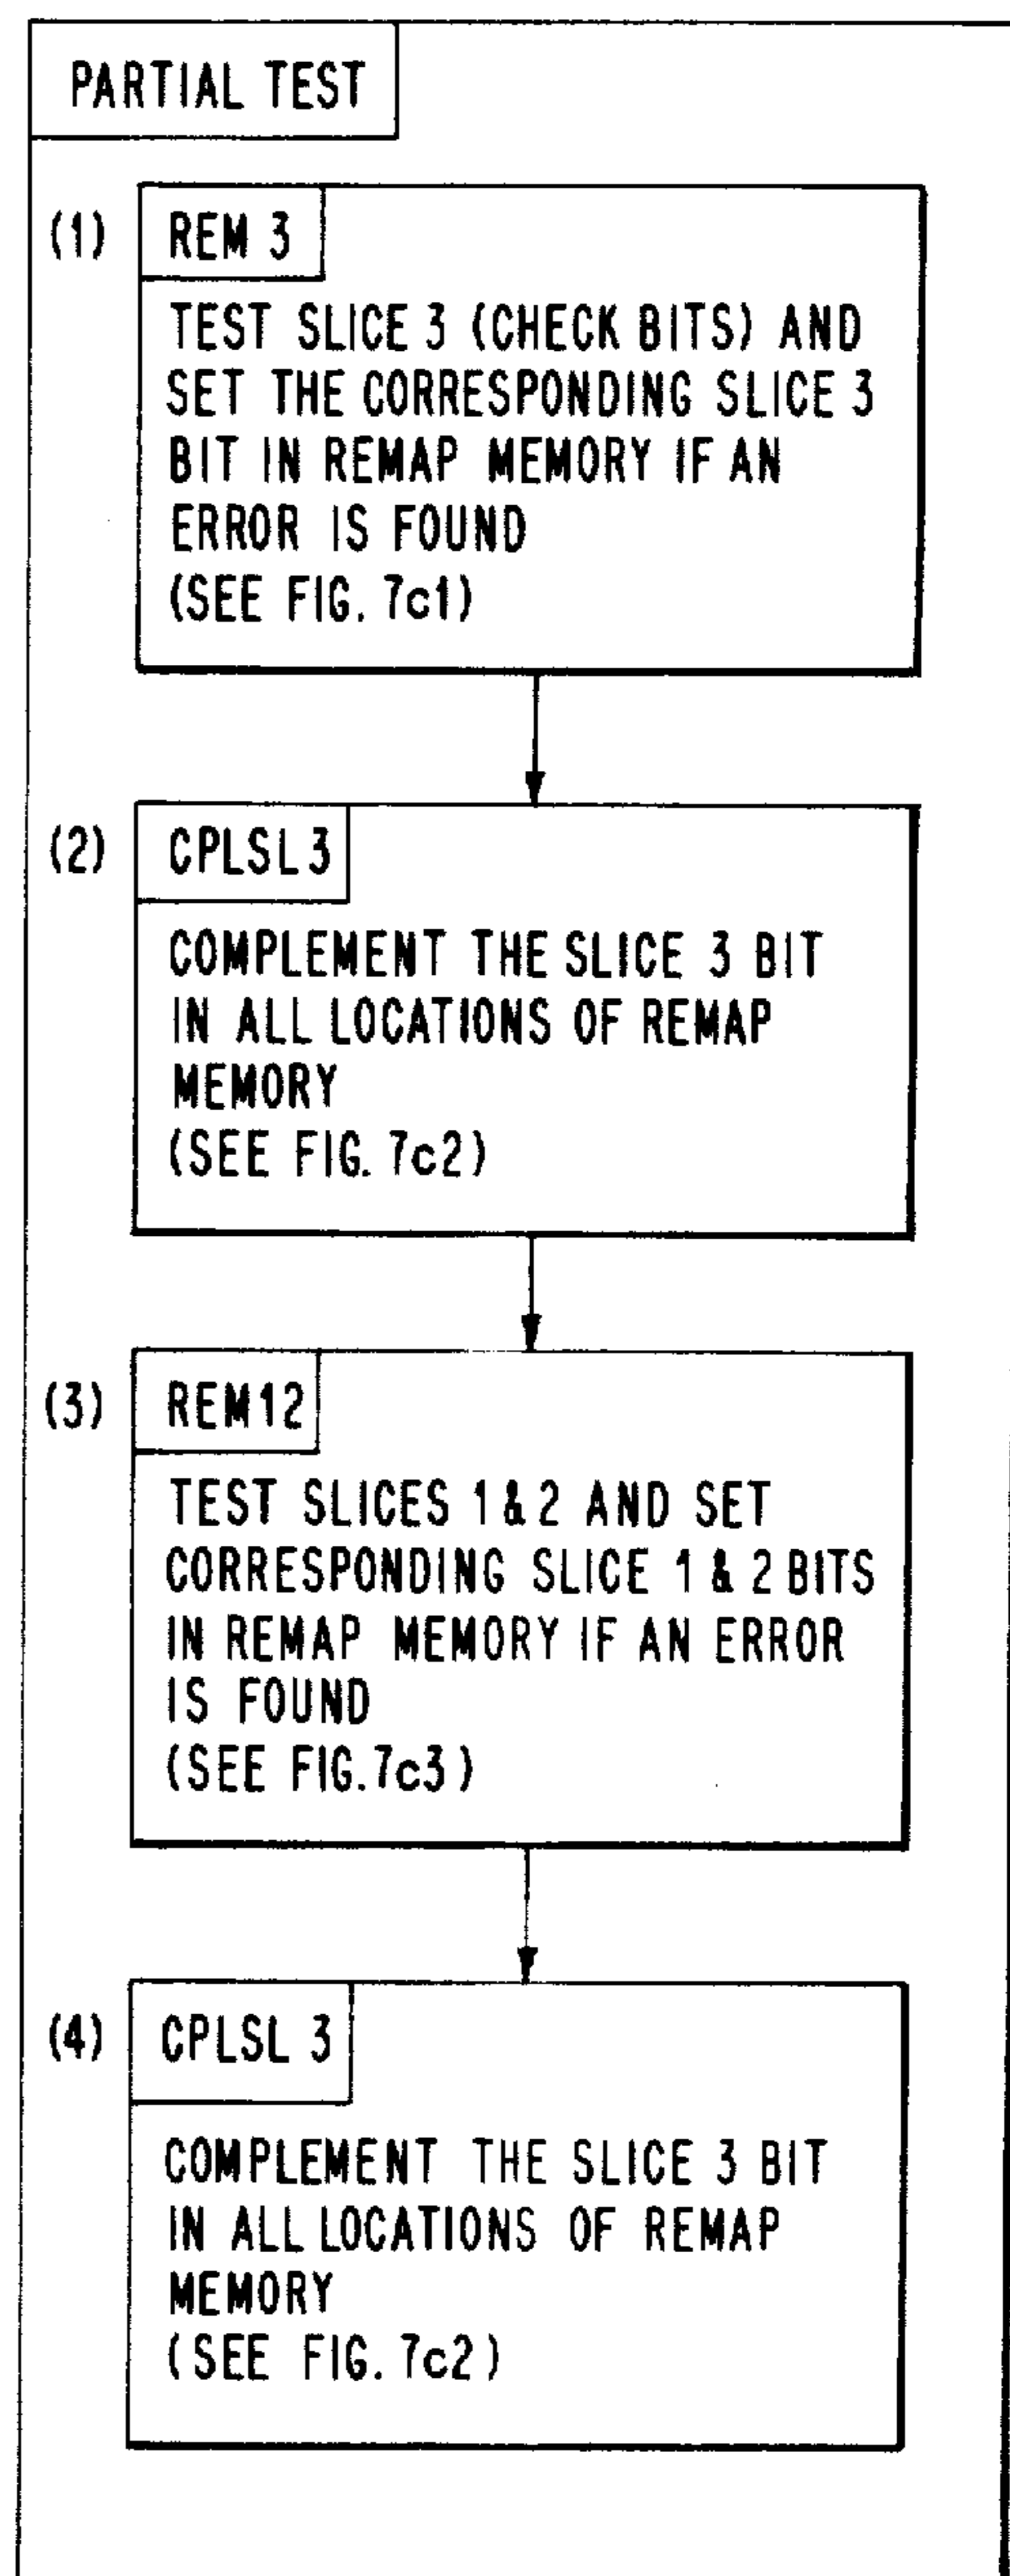 PARTIAL TEST
(1) REM 3
TEST SLICE 3 (CHECK BITS) AND
SET THE CORRESPONDING SLICE 3
BIT IN REMAP MEMORY IF AN
ERROR IS FOUND
(SEE FIG. 7c1)
(2) CPLSL3
COMPLEMENT THE SLICE 3 BIT
IN ALL LOCATIONS OF REMAP
MEMORY
(SEE FIG. 7c2)
(3) REM12
TEST SLICES 1 & 2 AND SET
CORRESPONDING SLICE 1 & 2 BITS
IN REMAP MEMORY IF AN ERROR
IS FOUND
(SEE FIG. 7c3)
(4) CPLSL 3
COMPLEMENT THE SLICE 3 BIT
IN ALL LOCATIONS OF REMAP
MEMORY
(SEE FIG. 7c2)